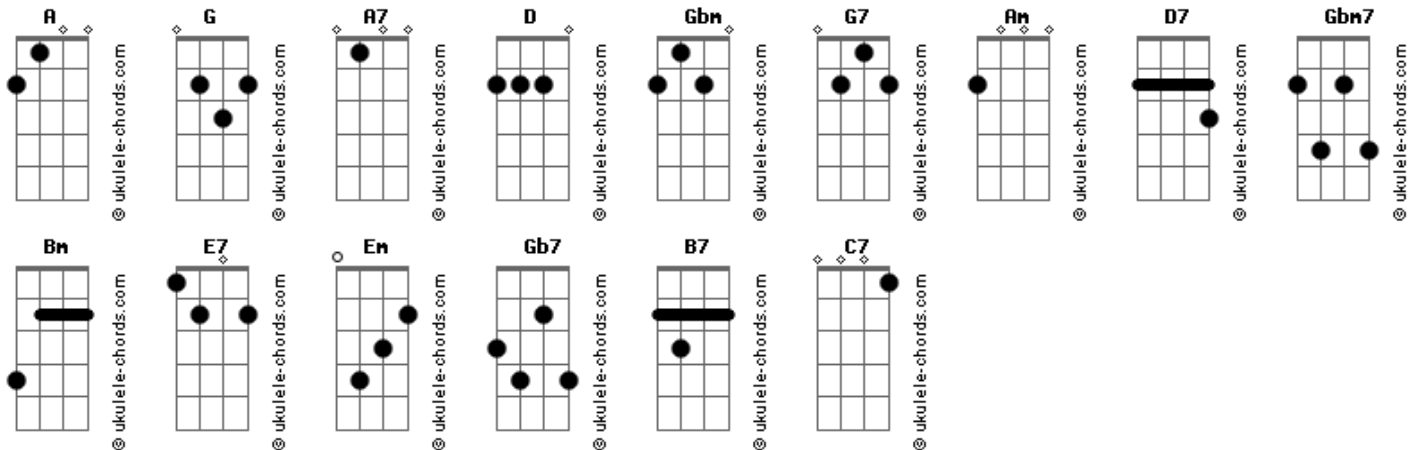 A G A7 D Gbm G7 Am D7 Gbm7
© ukulele-chords.com © ukulele-chords.com © ukulele-chords.com © ukulele-chords.com © ukulele-chords.com © ukulele-chords.com © ukulele-chords.com © ukulele-chords.com © ukulele-chords.com
Bm E7 Em Gb7 B7 C7
© ukulele-chords.com © ukulele-chords.com © ukulele-chords.com © ukulele-chords.com © ukulele-chords.com © ukulele-chords.com